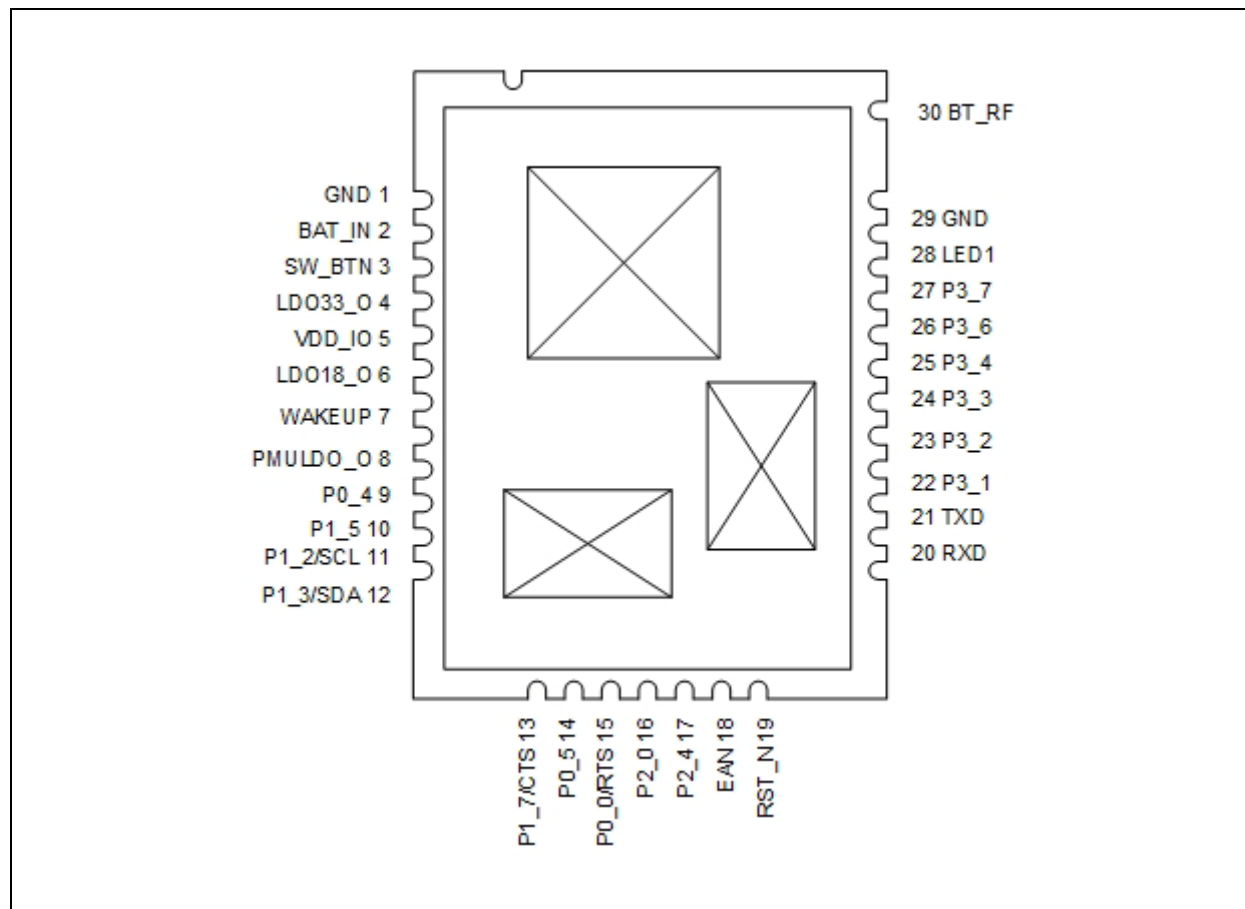 30 BT_RF
GND 1
BAT_IN 2
SW_BTN 3
LDO33_O 4
VDD_IO 5
LDO18_O 6
WAKEUP 7
PMULDO_O 8
P0_4 9
P1_5 10
P1_2/SCL 11
P1_3/SDA 12
29 GND
28 LED1
27 P3_7
26 P3_6
25 P3_4
24 P3_3
23 P3_2
22 P3_1
21 TXD
20 RXD
P1_7/CTS 13
P0_5 14
P0_0/RTS 15
P2_0 16
P2_4 17
EAN 18
RST_N 19